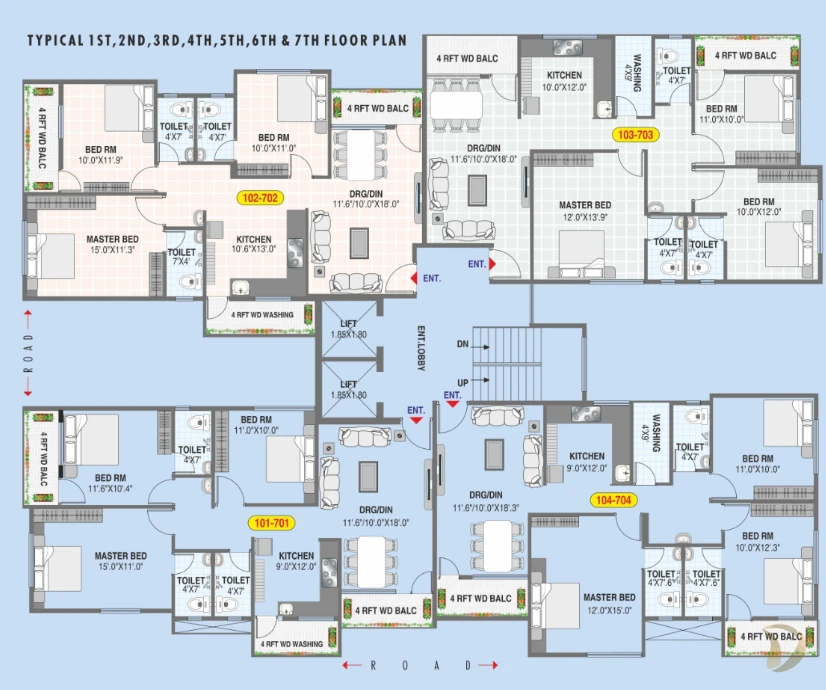 TYPICAL 1ST,2ND,3RD,4TH,5TH,6TH & 7TH FLOOR PLAN
4 RFT WD BALC
BED RM
10'.0"X11'.9"
TOILET
4'X7'
TOILET
4'X7'
BED RM
10'.0"X11'.0"
4 RFT WD BALC
DRG/DIN
11'.6"/10'.0"X18'.0"
102-702
MASTER BED
15'.0"X11'.3"
TOILET
7'X4'
KITCHEN
10'.6"X13'.0"
4 RFT WD WASHING
ENT.
4 RFT WD BALC
KITCHEN
10'.0"X12'.0"
WASHING
4'X9'
TOILET
4'X7'
4 RFT WD BALC
BED RM
11'.0"X10'.0"
103-703
DRG/DIN
11'.6"/10'.0"X18'.0"
MASTER BED
12'.0"X13'.9"
BED RM
10'.0"X12'.0"
TOILET
4'X7'
TOILET
4'X7'
ENT.
ROAD
LIFT
1.85X1.80
LIFT
1.85X1.80
ENT.LOBBY
DN
UP
ENT.
ENT.
4 RFT WD BALC
BED RM
11'.6"X10'.4"
TOILET
4'X7'
BED RM
11'.0"X10'.0"
DRG/DIN
11'.6"/10'.0"X18'.0"
101-701
MASTER BED
15'.0"X11'.0"
TOILET
4'X7'
TOILET
4'X7'
KITCHEN
9'.0"X12'.0"
4 RFT WD WASHING
4 RFT WD BALC
KITCHEN
9'.0"X12'.0"
WASHING
4'X9'
TOILET
4'X7'
BED RM
11'.0"X10'.0"
DRG/DIN
11'.6"/10'.0"X18'.3"
104-704
BED RM
10'.0"X12'.3"
MASTER BED
12'.0"X15'.0"
TOILET
4'X7'.6"
TOILET
4'X7'.6"
4 RFT WD BALC
4 RFT WD BALC
ROAD